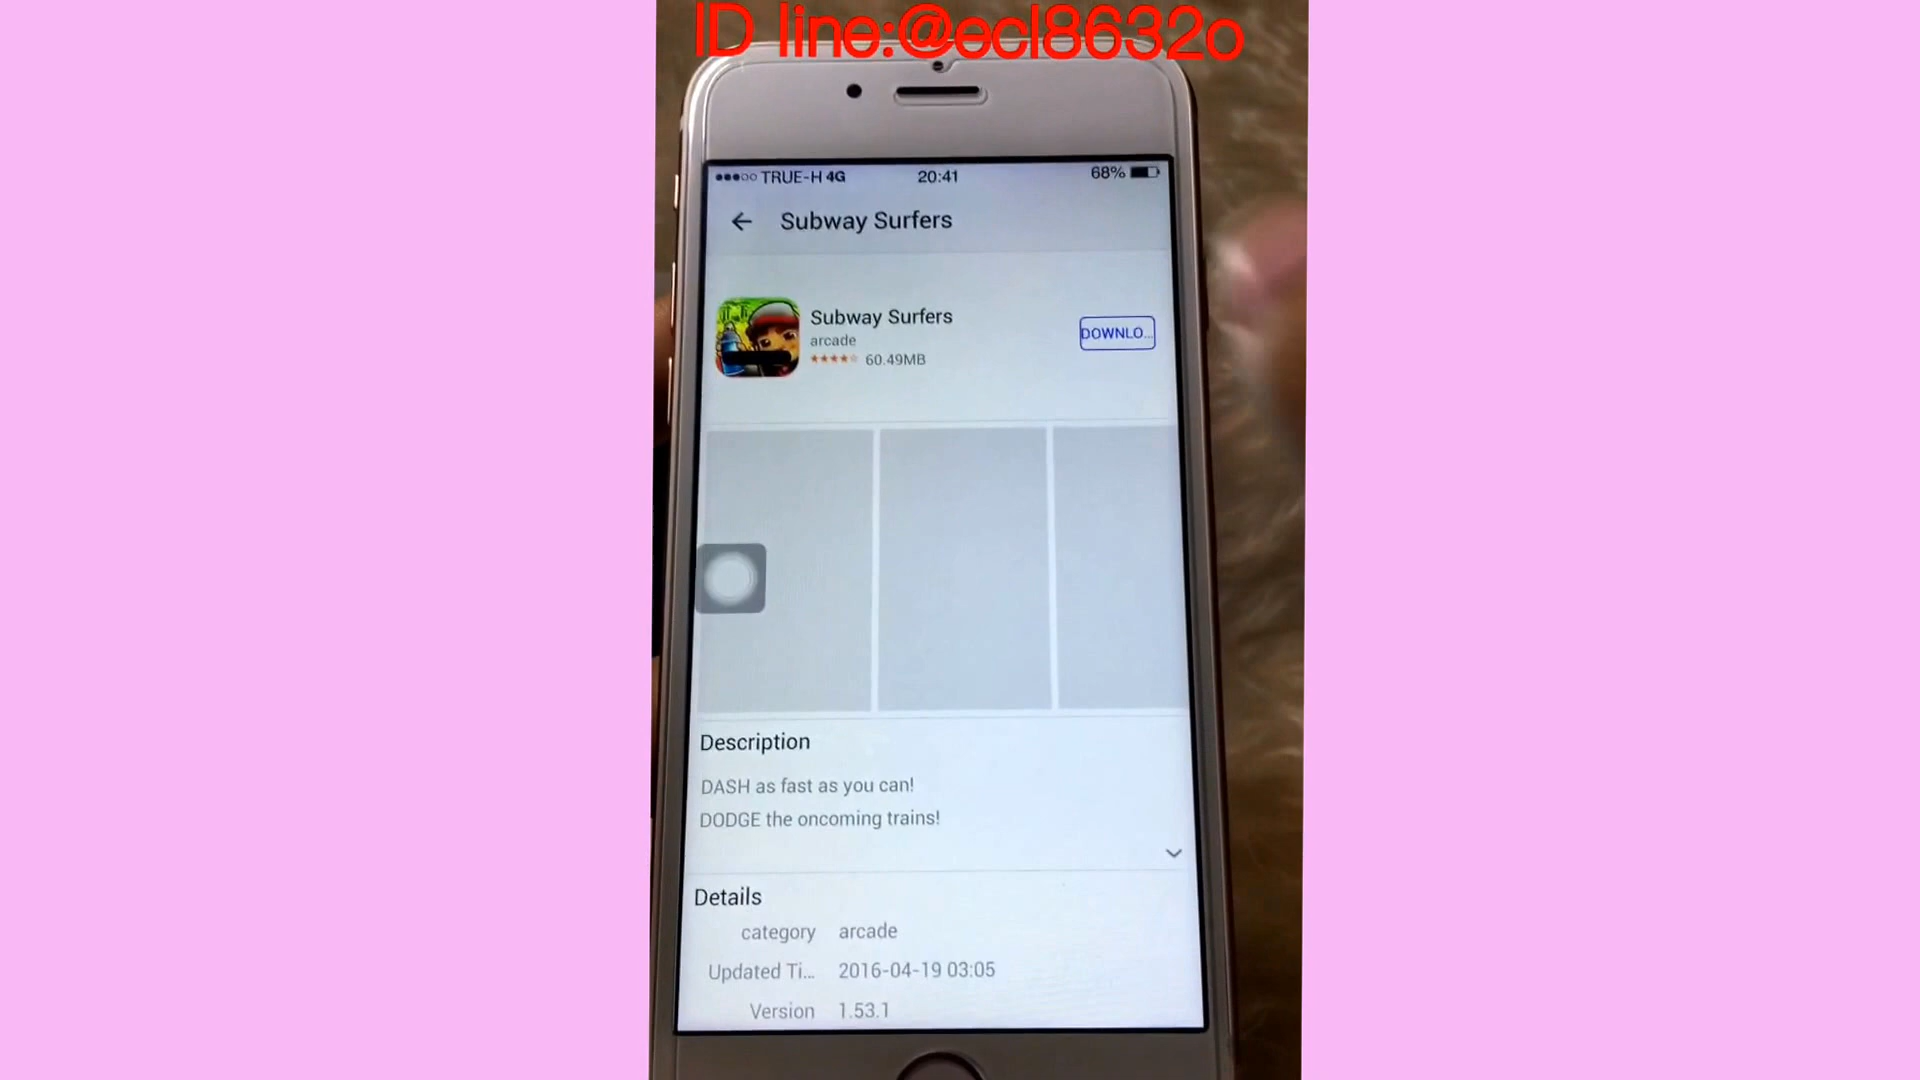 ID line:@ecl8632o
TRUE-H 4G 20:41 68%
Subway Surfers
Subway Surfers
DOWNLO...
arcade
60.49MB
Description
DASH as fast as you can!
DODGE the oncoming trains!
Details
category arcade
Updated Ti... 2016-04-19 03:05
Version 1.53.1